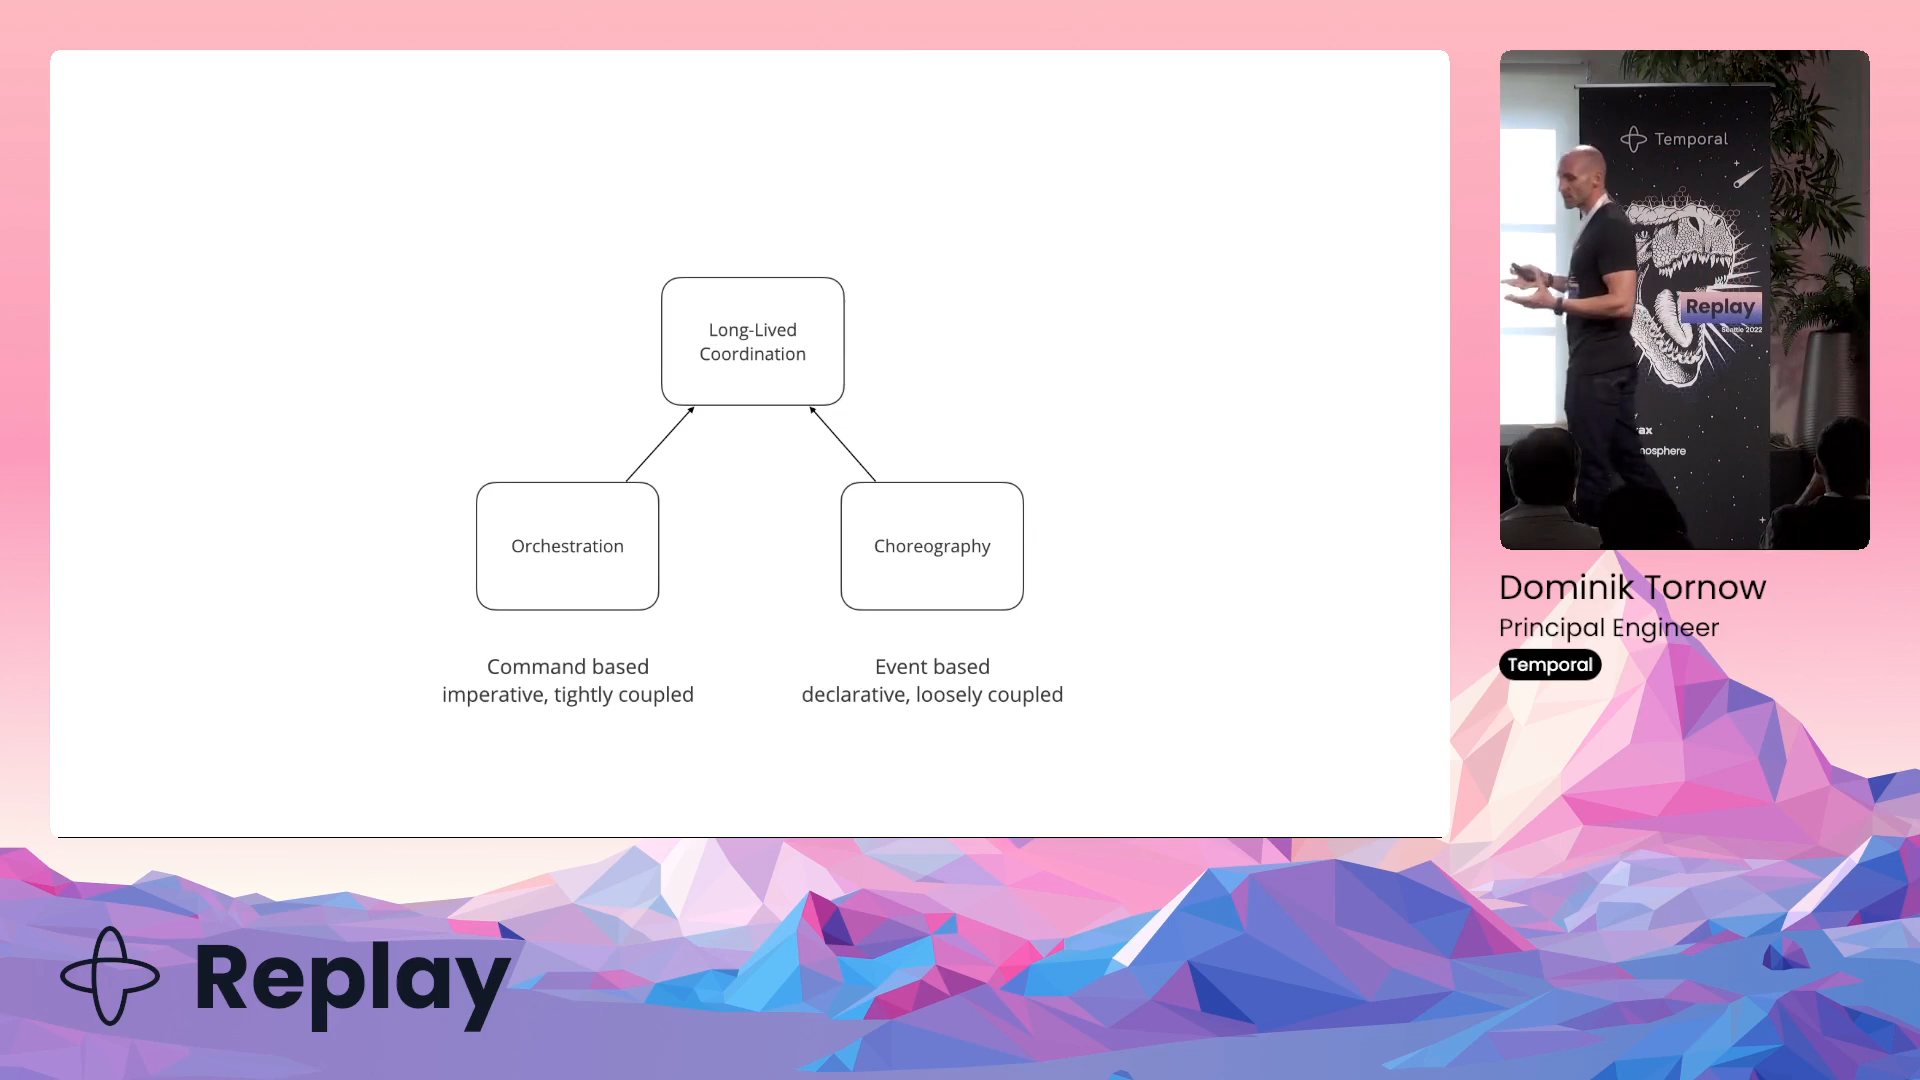 Long-Lived
Coordination
Orchestration
Choreography
Command based
imperative, tightly coupled
Event based
declarative, loosely coupled
Temporal
Replay
Seattle 2022
Dominik Tornow
Principal Engineer
Temporal
Replay